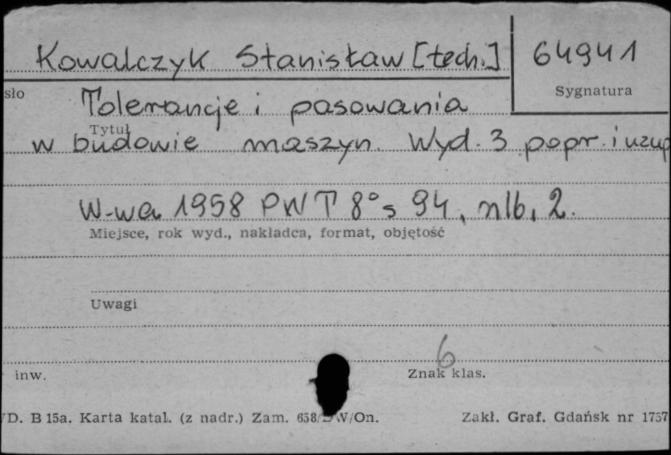 Kowalczyk Stanisław [tech.] 64941
sło Sygnatura
Tolerancje i pasowania
Tytuł
w budowie maszyn. Wyd. 3 popr. i uzup
W-wa 1958 PWT 8° s 94, nlb, 2.
Miejsce, rok wyd., nakładca, format, objętość
Uwagi
6
inw. Znak klas.
D. B 15a. Karta katal. (z nadr.) Zam. 658/ W/On. Zakł. Graf. Gdańsk nr 1757